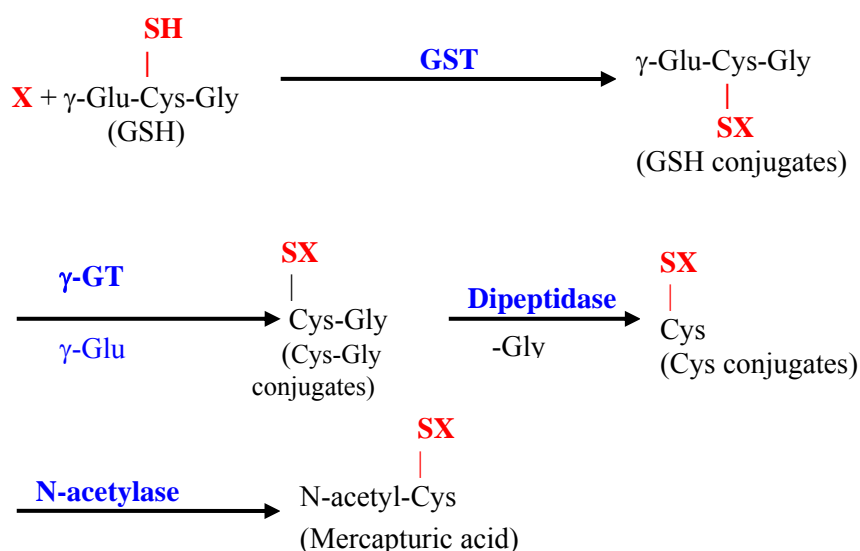 SH
|
X + γ-Glu-Cys-Gly
(GSH)
GST
γ-Glu-Cys-Gly
|
SX
(GSH conjugates)
γ-GT
γ-Glu
SX
|
Cys-Gly
(Cys-Gly
conjugates)
Dipeptidase
-Gly
SX
|
Cys
(Cys conjugates)
N-acetylase
SX
|
N-acetyl-Cys
(Mercapturic acid)